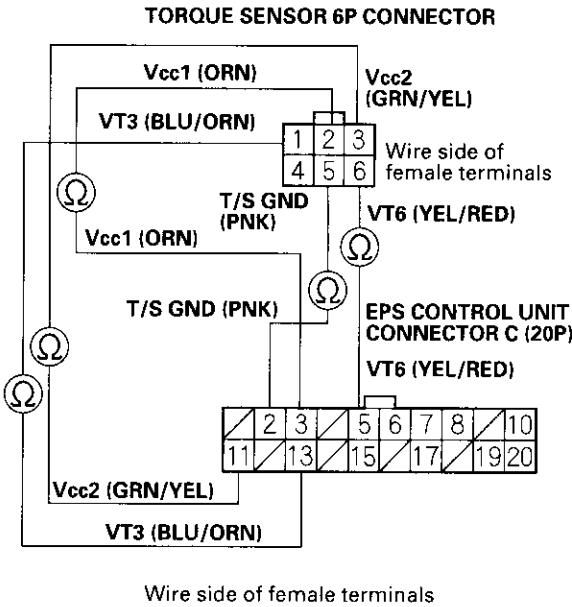 TORQUE SENSOR 6P CONNECTOR
Vcc1 (ORN)
Vcc2
(GRN/YEL)
VT3 (BLU/ORN)
1 2 3
4 5 6
Wire side of
female terminals
T/S GND
(PNK)
VT6 (YEL/RED)
Ω
Vcc1 (ORN)
Ω
Ω
T/S GND (PNK)
EPS CONTROL UNIT
CONNECTOR C (20P)
Ω
VT6 (YEL/RED)
Ω
2 3 5 6 7 8 10
11 13 15 17 19 20
Vcc2 (GRN/YEL)
VT3 (BLU/ORN)
Wire side of female terminals